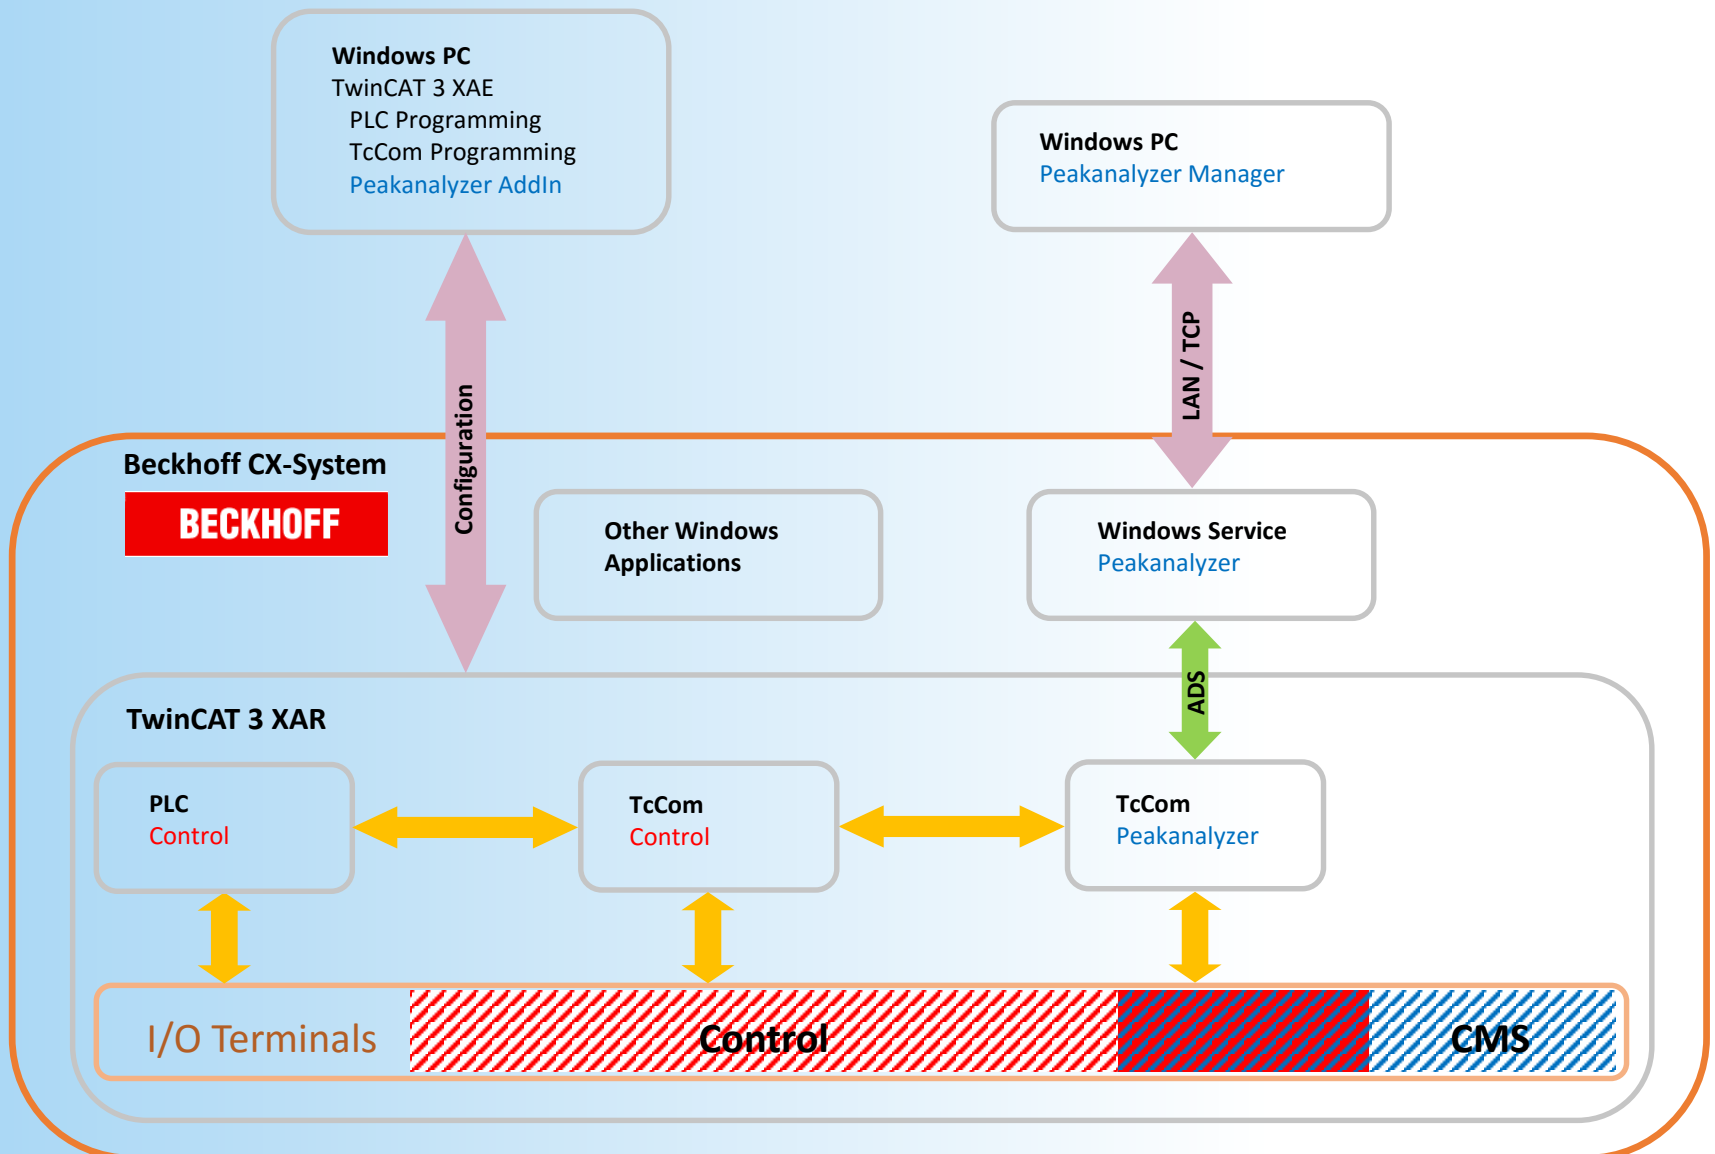 Windows PC
TwinCAT 3 XAE
PLC Programming
TcCom Programming
Peakanalyzer AddIn
Windows PC
Peakanalyzer Manager
Configuration
LAN / TCP
Beckhoff CX-System
BECKHOFF
Other Windows
Applications
Windows Service
Peakanalyzer
ADS
TwinCAT 3 XAR
PLC
Control
TcCom
Control
TcCom
Peakanalyzer
I/O Terminals
Control
CMS